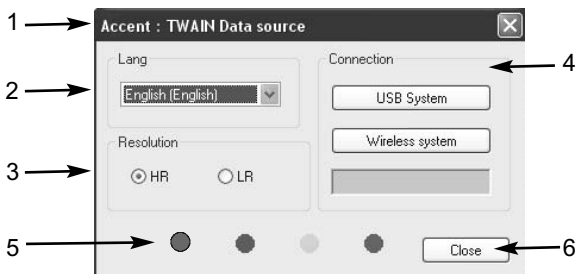 1
Accent : TWAIN Data source
Lang
Connection
4
2
English (English)
USB System
Resolution
Wireless system
3
HR
LR
5
Close
6